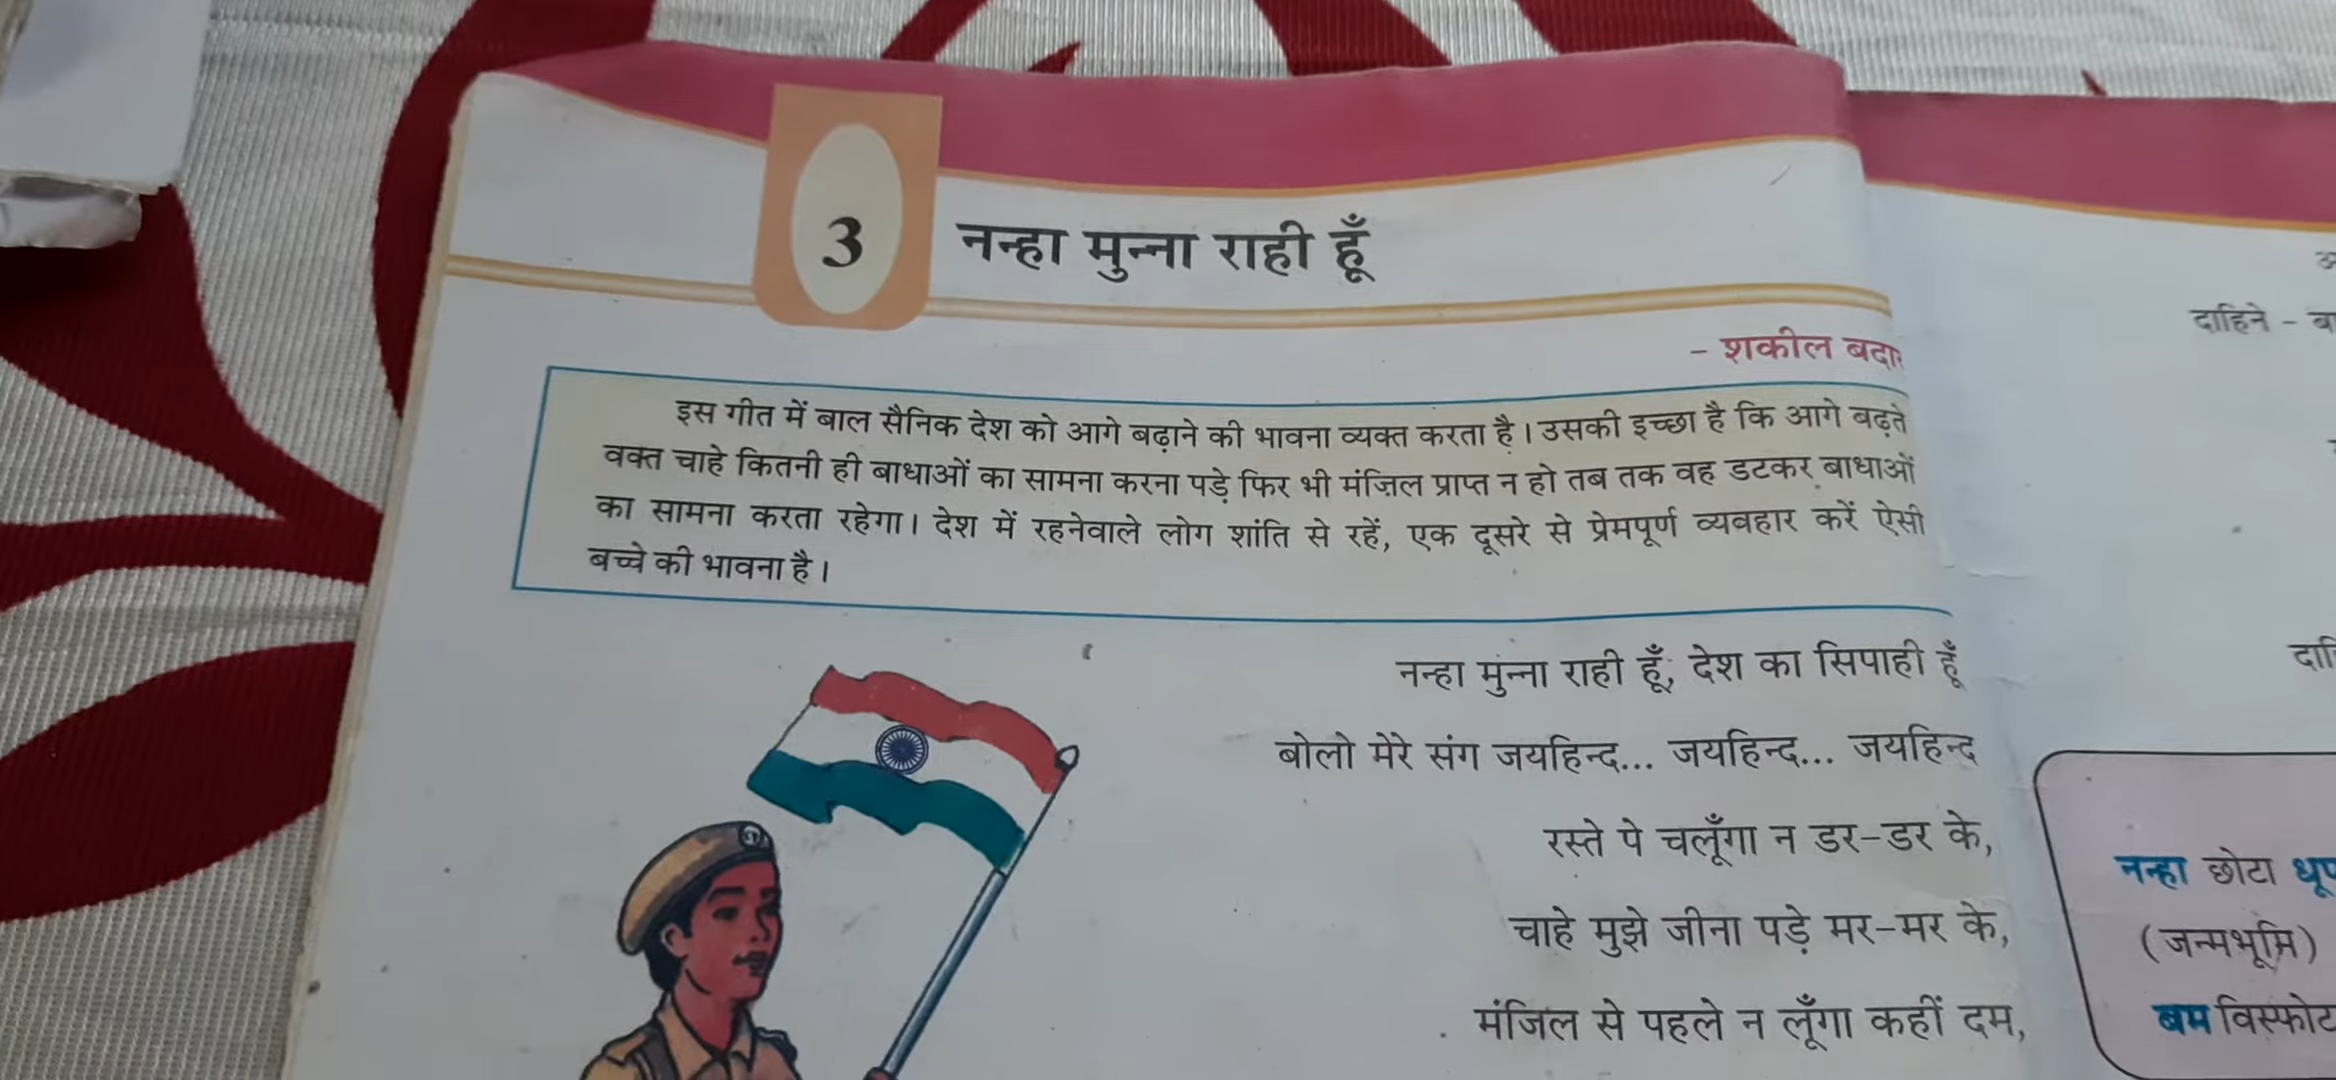 3
नन्हा मुन्ना राही हूँ
- शकील
इस गीत में बाल सैनिक देश को आगे बढ़ाने की भावना व्यक्त करता है। उसकी इच्छा है कि आगे बढ़ते
वक्त चाहे कितनी ही बाधाओं का सामना करना पड़े फिर भी मंज़िल प्राप्त न हो तब तक वह डटकर बाधाओं
का सामना करता रहेगा। देश में रहनेवाले लोग शांति से रहें, एक दूसरे से प्रेमपूर्ण व्यवहार करें ऐसी
बच्चे की भावना है।
नन्हा मुन्ना राही हूँ, देश का सिपाही हूँ
बोलो मेरे संग जयहिन्द... जयहिन्द... जयहिन्द
रस्ते पे चलूँगा न डर-डर के,
चाहे मुझे जीना पड़े मर-मर के,
मंजिल से पहले न लूँगा कहीं दम,
दाहिने -
नन्हा छोटा
(जन्मभूमि)
बम